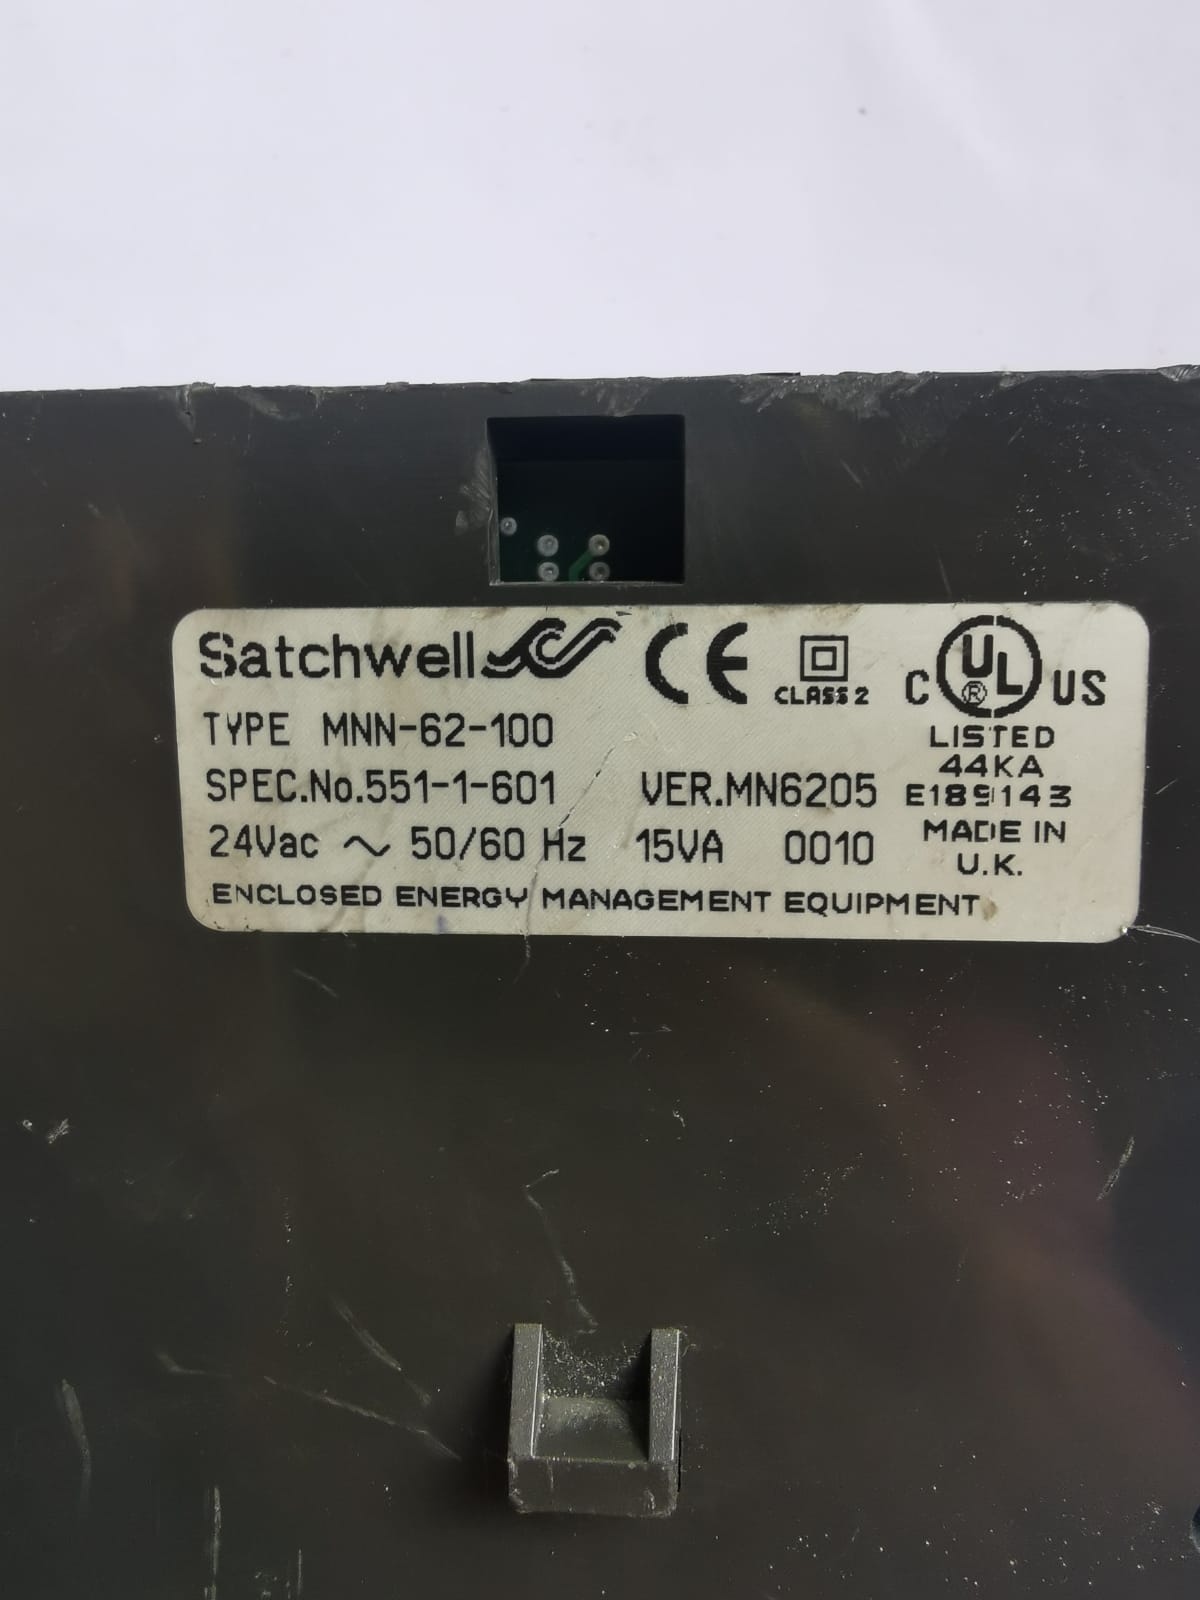 Satchwell CE CLASS 2 C UL ® US
TYPE MNN-62-100
LISTED
44KA
SPEC.No.551-1-601 VER.MN6205 E189143
24Vac ~ 50/60 Hz 15VA 0010
MADE IN
U.K.
ENCLOSED ENERGY MANAGEMENT EQUIPMENT